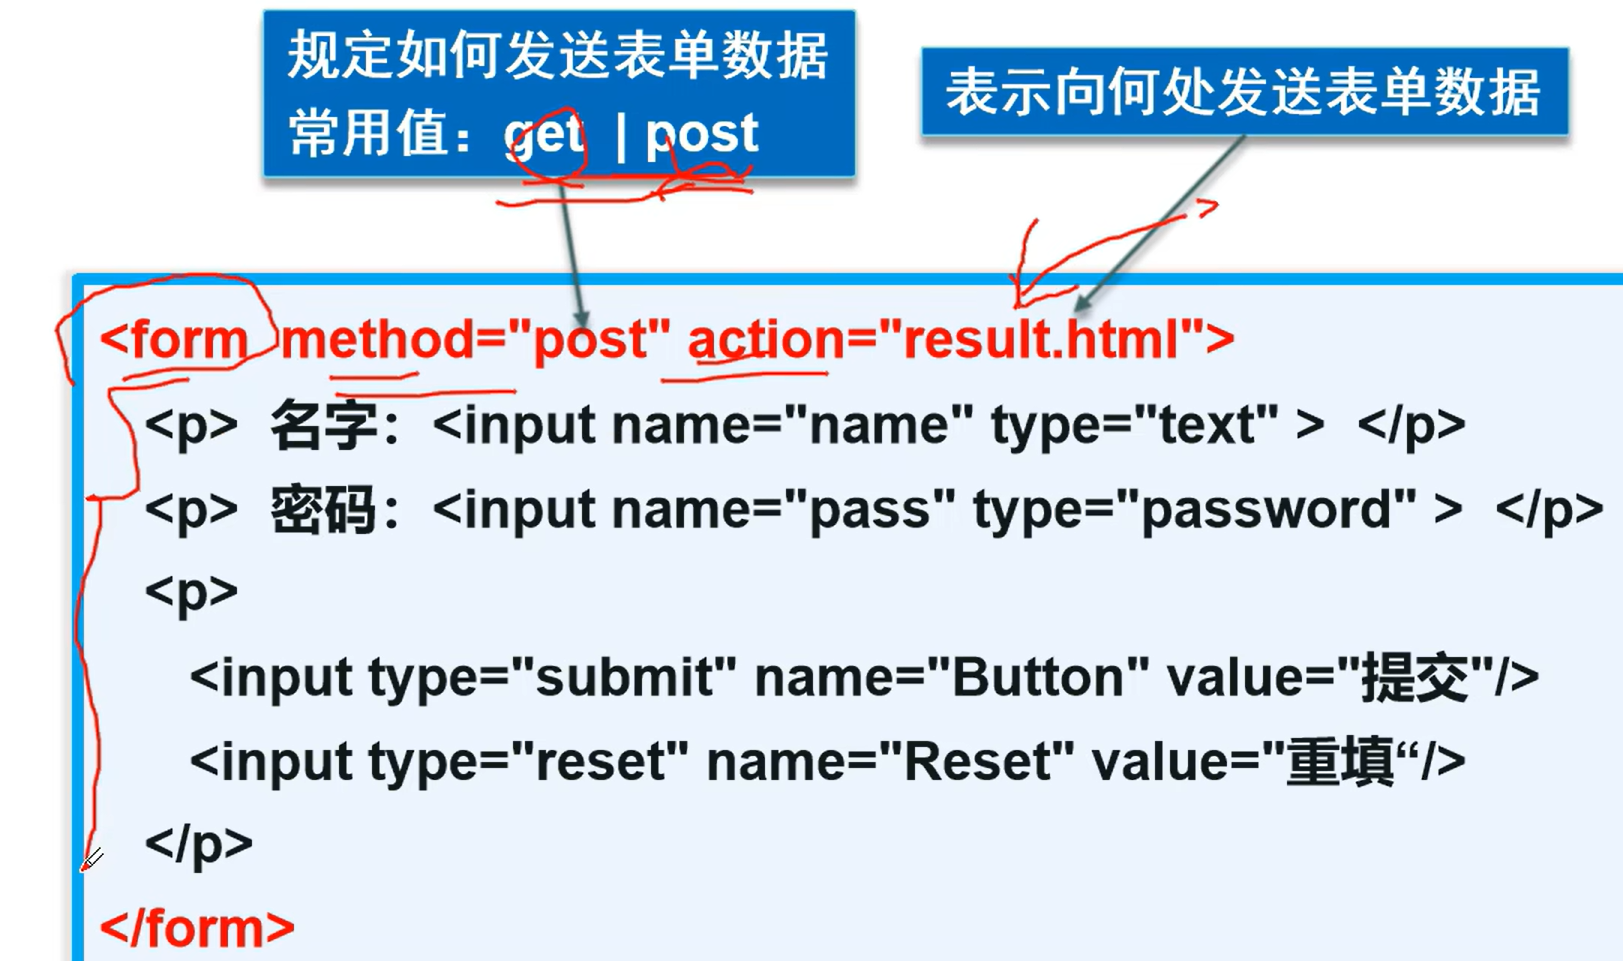 规定如何发送表单数据
常用值：get | post
表示向何处发送表单数据
<form method="post" action="result.html">
<p> 名字：<input name="name" type="text" > </p>
<p> 密码：<input name="pass" type="password" > </p>
<p>
<input type="submit" name="Button" value="提交"/>
<input type="reset" name="Reset" value="重填“/>
</p>
</form>